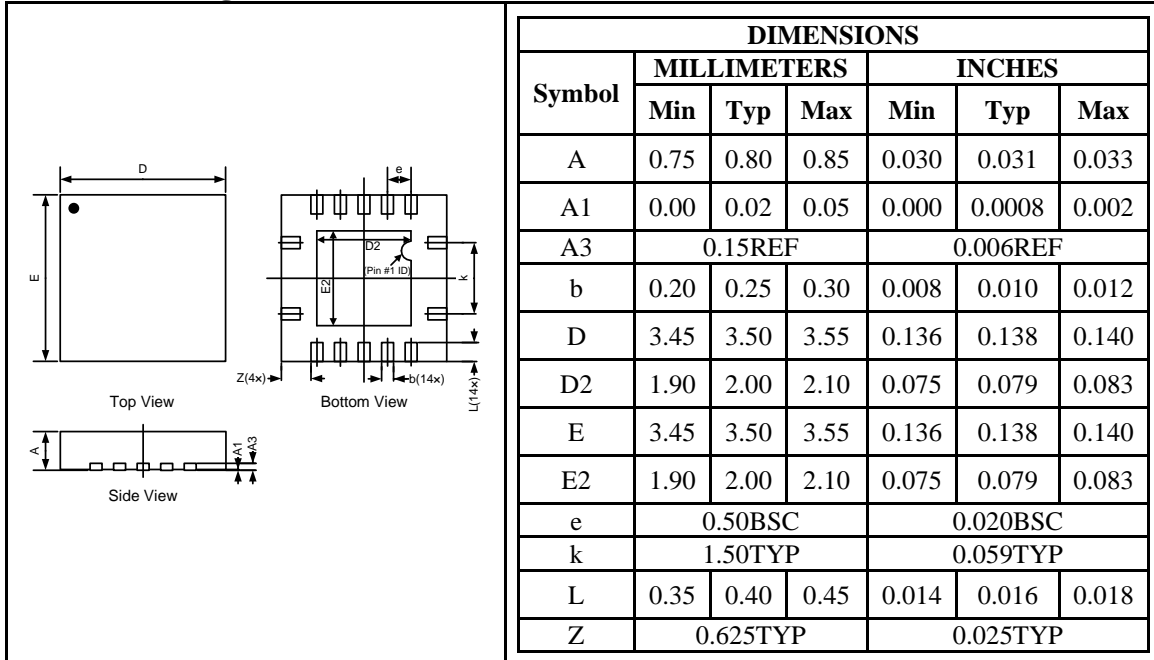 D
e
E
D2
(Pin #1 ID)
E2
k
Z(4x)
b(14x)
L(14x)
Top View
Bottom View
A
A1
A3
Side View
DIMENSIONS
Symbol MILLIMETERS INCHES
Min Typ Max Min Typ Max
A 0.75 0.80 0.85 0.030 0.031 0.033
A1 0.00 0.02 0.05 0.000 0.0008 0.002
A3 0.15REF 0.006REF
b 0.20 0.25 0.30 0.008 0.010 0.012
D 3.45 3.50 3.55 0.136 0.138 0.140
D2 1.90 2.00 2.10 0.075 0.079 0.083
E 3.45 3.50 3.55 0.136 0.138 0.140
E2 1.90 2.00 2.10 0.075 0.079 0.083
e 0.50BSC 0.020BSC
k 1.50TYP 0.059TYP
L 0.35 0.40 0.45 0.014 0.016 0.018
Z 0.625TYP 0.025TYP